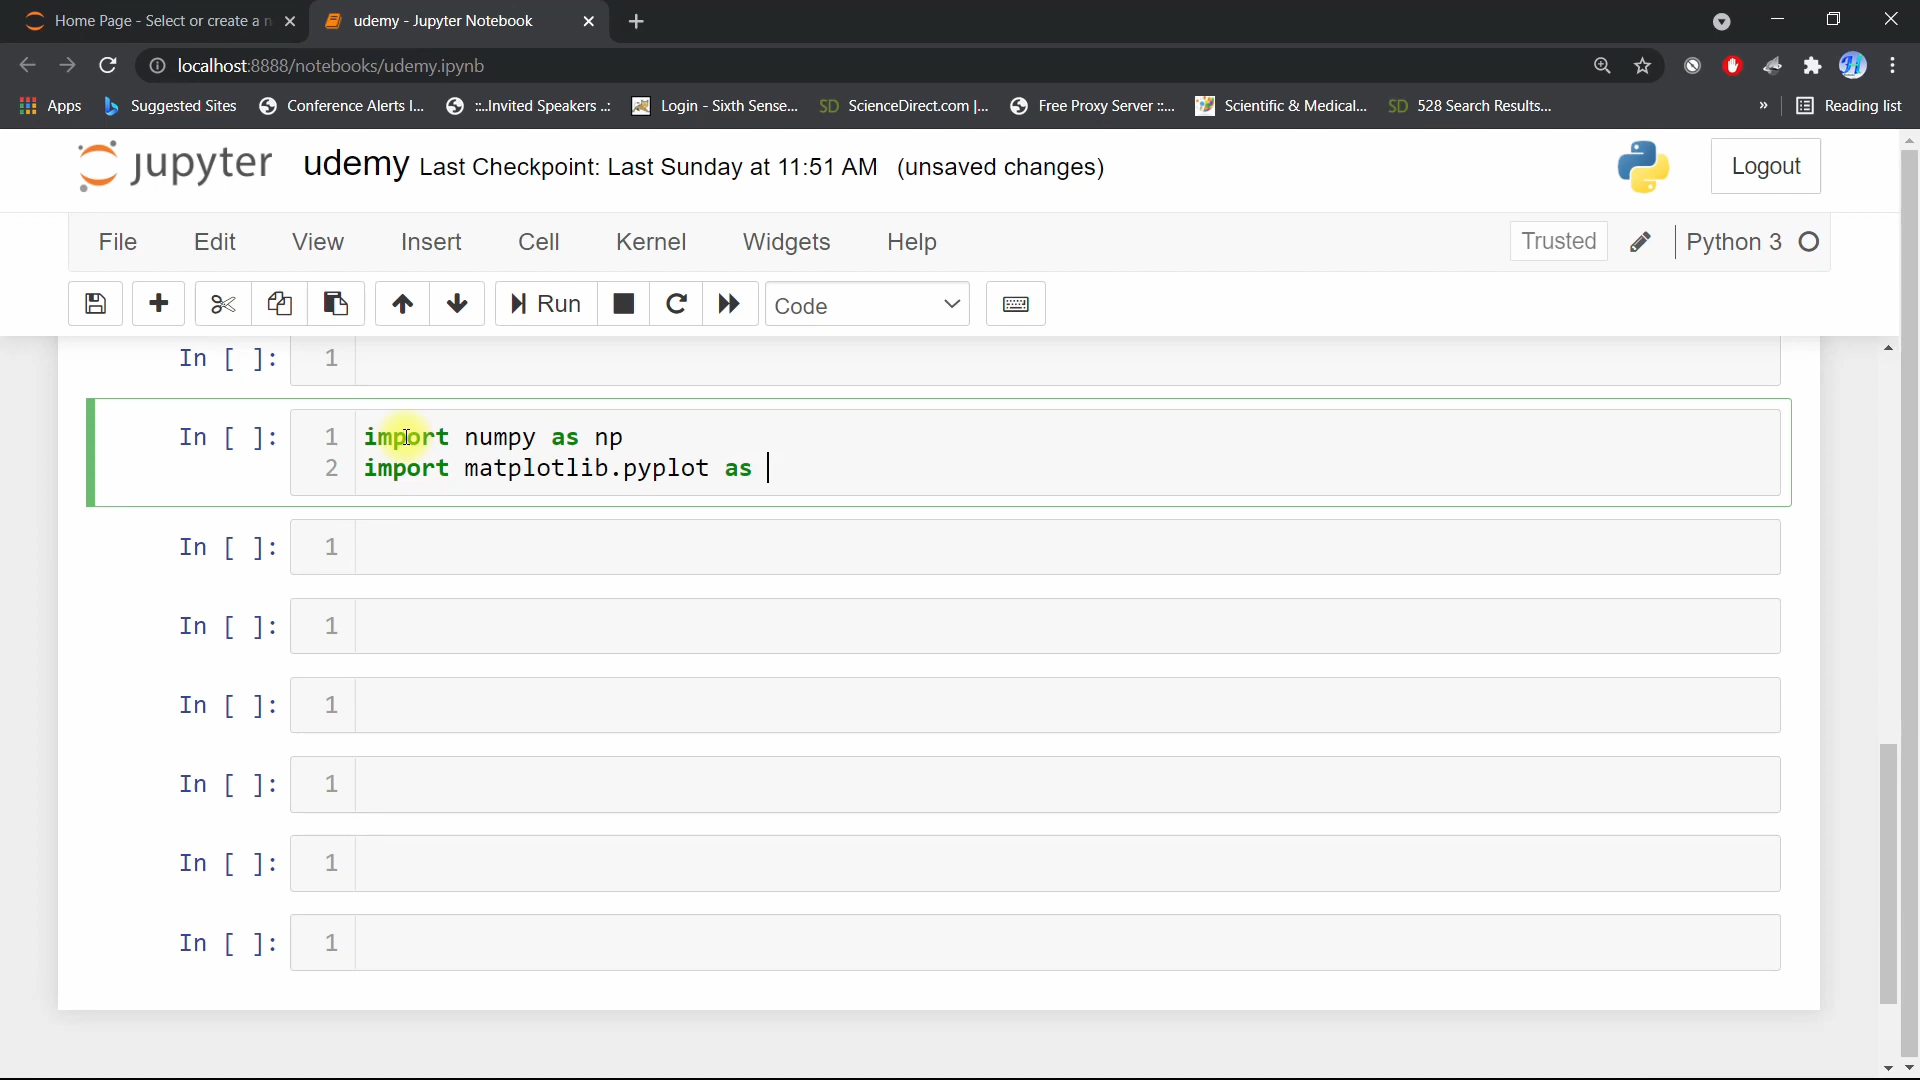 Home Page - Select or create a n
udemy - Jupyter Notebook
localhost:8888/notebooks/udemy.ipynb
Apps Suggested Sites Conference Alerts I... ::.Invited Speakers ..: Login - Sixth Sense... SD ScienceDirect.com |... Free Proxy Server ::... Scientific & Medical... SD 528 Search Results... » Reading list
jupyter udemy Last Checkpoint: Last Sunday at 11:51 AM (unsaved changes) Logout
File Edit View Insert Cell Kernel Widgets Help Trusted Python 3
Run Code
In [ ]: 1
In [ ]: 1 import numpy as np
2 import matplotlib.pyplot as
In [ ]: 1
In [ ]: 1
In [ ]: 1
In [ ]: 1
In [ ]: 1
In [ ]: 1